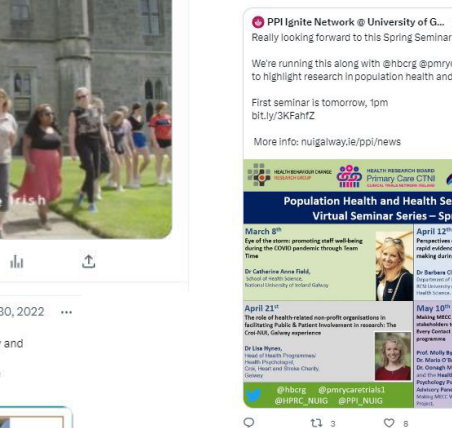 rish
30, 2022 ...
and
PPI Ignite Network @ University of G...
Really looking forward to this Spring Seminar
We're running this along with @hbcrg @pmryc
to highlight research in population health and
First seminar is tomorrow, 1pm
bit.ly/3KFahfZ
More info: nuigalway.ie/ppi/news
HEALTH BEHAVIOUR CHANGE
RESEARCH GROUP
HEALTH RESEARCH BOARD
Primary Care CTNI
CLINICAL TRIALS NETWORK IRELAND
Population Health and Health Se
Virtual Seminar Series – Spr
March 8th
Eye of the storm: promoting staff well-being
during the COVID pandemic through Team
Time
Dr Catherine Anne Field,
School of Health Science,
National University of Ireland Galway
April 12th
Perspectives
rapid evidenc
making durin
Dr Barbara Cl
Department of
RCN University
Health Science
April 21st
The role of health-related non-profit organisations in
facilitating Public & Patient Involvement in research: The
Croí-NUI, Galway experience
Dr Lisa Hynes,
Head of Health Programmes/
Health Psychologist,
Croí, Heart and Stroke Charity,
Galway
May 10th
Making MECC
stakeholders i
Every Contact
programme
Prof. Molly By
Dr. Maria O'B
Dr. Oonagh M
and the Health
Psychology Pu
Advisory Pane
Making MECC
Project.
@hbcrg @pmrycaretrials1
@HPRC_NUIG @PPI_NUIG
3 8